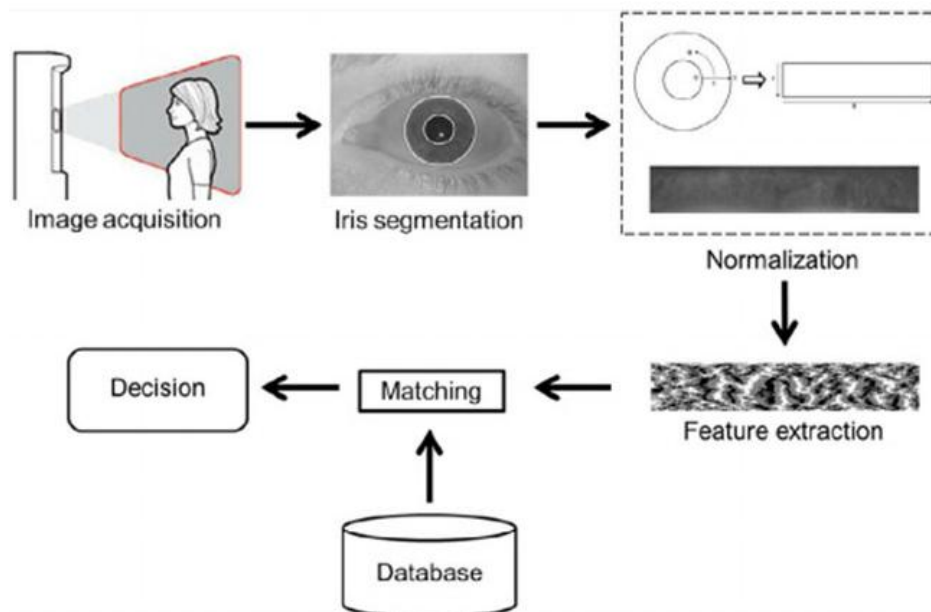 Image acquisition
Iris segmentation
Normalization
Feature extraction
Matching
Decision
Database